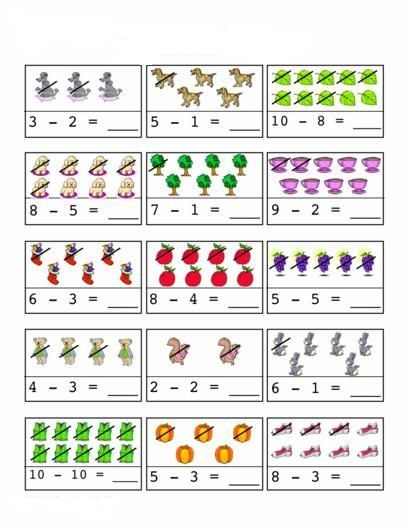 3 - 2 = ____
5 - 1 = ____
10 - 8 = ____
8 - 5 = ____
7 - 1 = ____
9 - 2 = ____
6 - 3 = ____
8 - 4 = ____
5 - 5 = ____
4 - 3 = ____
2 - 2 = ____
6 - 1 = ____
10 - 10 = ____
5 - 3 = ____
8 - 3 = ____